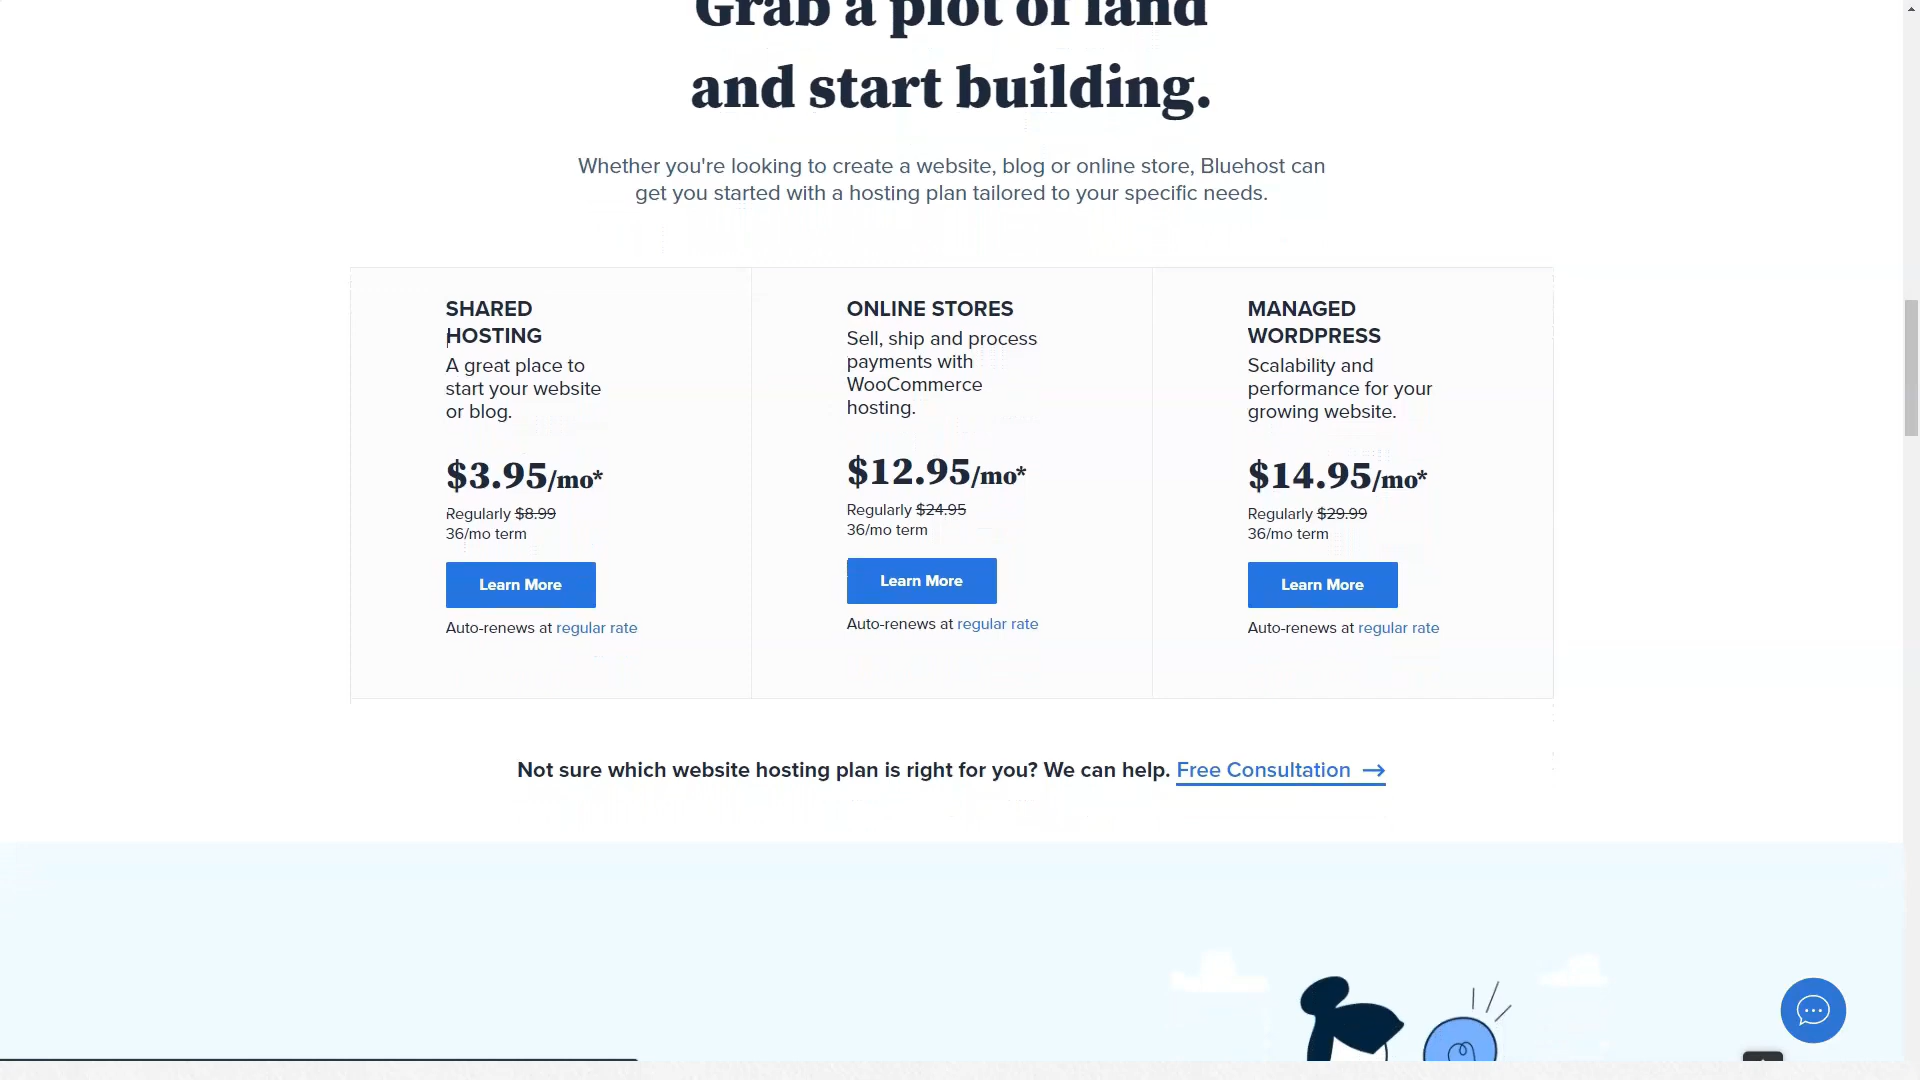 Grab a plot of land
and start building.
Whether you're looking to create a website, blog or online store, Bluehost can
get you started with a hosting plan tailored to your specific needs.
SHARED
HOSTING
A great place to
start your website
or blog.
$3.95/mo*
Regularly $8.99
36/mo term
Learn More
Auto-renews at regular rate
ONLINE STORES
Sell, ship and process
payments with
WooCommerce
hosting.
$12.95/mo*
Regularly $24.95
36/mo term
Learn More
Auto-renews at regular rate
MANAGED
WORDPRESS
Scalability and
performance for your
growing website.
$14.95/mo*
Regularly $29.99
36/mo term
Learn More
Auto-renews at regular rate
Not sure which website hosting plan is right for you? We can help. Free Consultation →